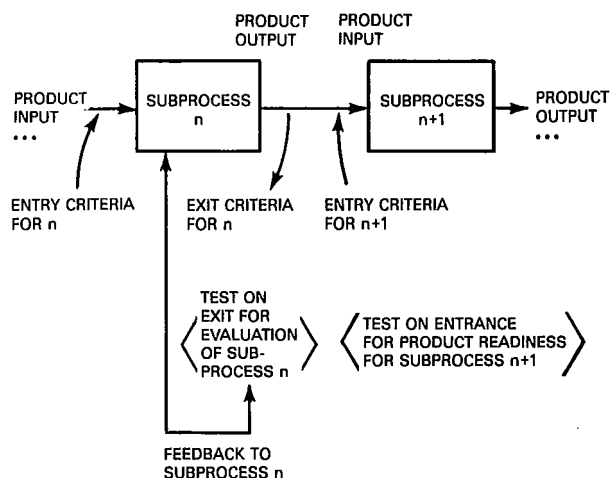 PRODUCT
OUTPUT
PRODUCT
INPUT
PRODUCT
INPUT
...
SUBPROCESS
n
SUBPROCESS
n+1
PRODUCT
OUTPUT
...
ENTRY CRITERIA
FOR n
EXIT CRITERIA
FOR n
ENTRY CRITERIA
FOR n+1
TEST ON
EXIT FOR
EVALUATION
OF SUB-
PROCESS n
TEST ON ENTRANCE
FOR PRODUCT READINESS
FOR SUBPROCESS n+1
FEEDBACK TO
SUBPROCESS n